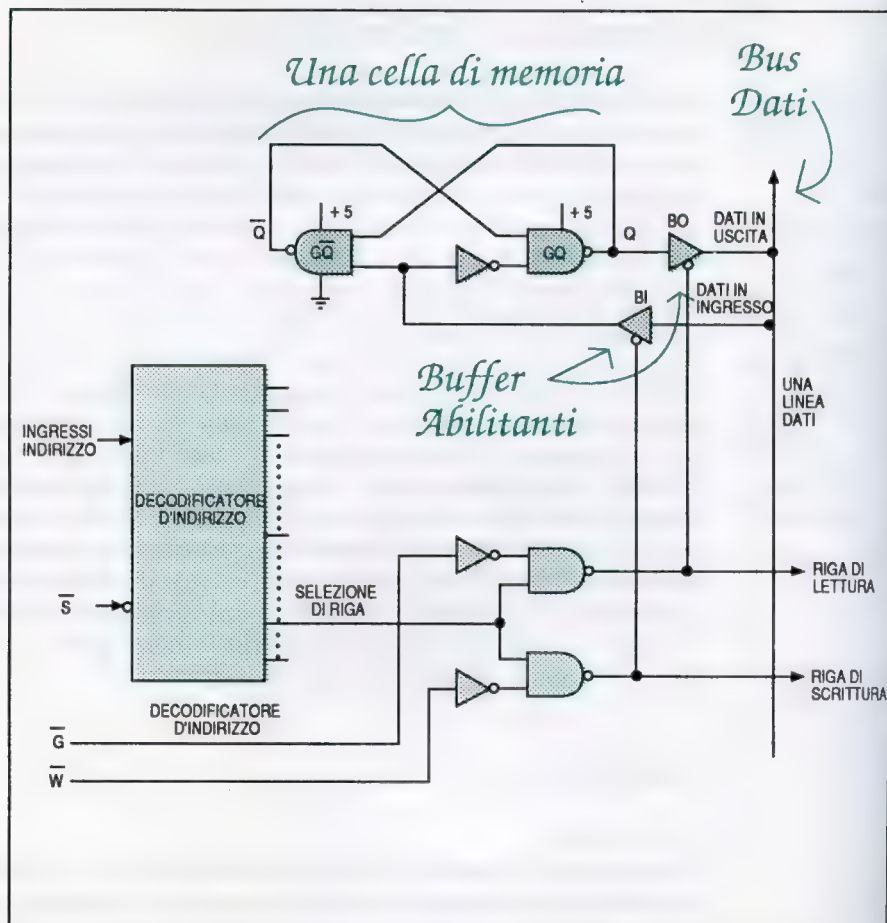 Una cella di memoria
Bus
Dati
+ 5
+ 5
Q̅
GQ̅
GQ
Q
BO
DATI IN
USCITA
DATI IN
INGRESSO
BI
Buffer
Abilitanti
UNA
LINEA
DATI
INGRESSI
INDIRIZZO
DECODIFICATORE
D'INDIRIZZO
S̅
SELEZIONE
DI RIGA
RIGA DI
LETTURA
RIGA DI
SCRITTURA
DECODIFICATORE
D'INDIRIZZO
G̅
W̅